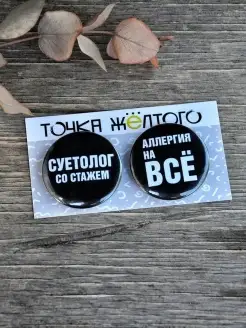 ТОЧКА ЖЁЛТОГО
СУЕТОЛОГ
СО СТАЖЕМ
АЛЛЕРГИЯ
НА
ВСЁ